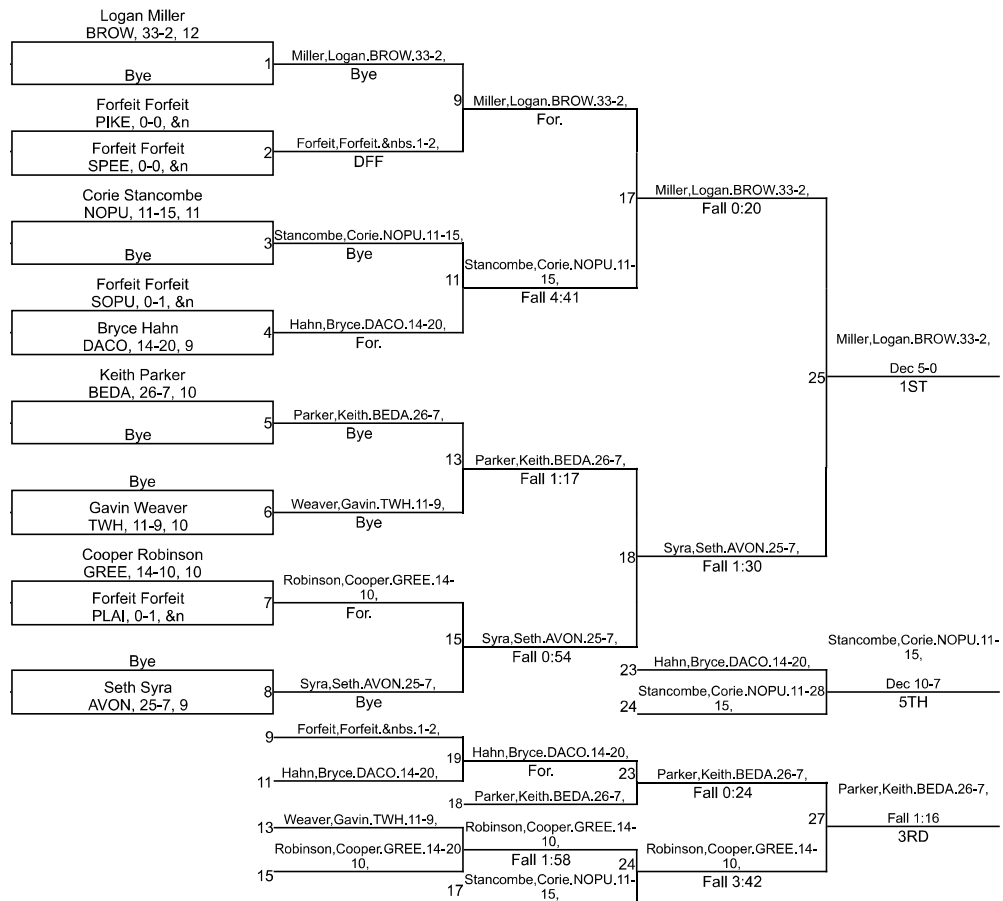 Logan Miller
BROW, 33-2, 12
1
Bye
Miller,Logan.BROW.33-2,
Bye
9
Miller,Logan.BROW.33-2,
For.
Forfeit Forfeit
PIKE, 0-0, &n
Forfeit Forfeit
SPEE, 0-0, &n
2
Forfeit,Forfeit.&nbs.1-2,
DFF
17
Miller,Logan.BROW.33-2,
Fall 0:20
Corie Stancombe
NOPU, 11-15, 11
3
Bye
Stancombe,Corie.NOPU.11-15,
Bye
11
Stancombe,Corie.NOPU.11-
15,
Fall 4:41
Forfeit Forfeit
SOPU, 0-1, &n
Bryce Hahn
DACO, 14-20, 9
4
Hahn,Bryce.DACO.14-20,
For.
25
Miller,Logan.BROW.33-2,
Dec 5-0
1ST
Keith Parker
BEDA, 26-7, 10
5
Bye
Parker,Keith.BEDA.26-7,
Bye
13
Parker,Keith.BEDA.26-7,
Fall 1:17
Bye
Gavin Weaver
TWH, 11-9, 10
6
Weaver,Gavin.TWH.11-9,
Bye
18
Syra,Seth.AVON.25-7,
Fall 1:30
Cooper Robinson
GREE, 14-10, 10
Forfeit Forfeit
PLAI, 0-1, &n
7
Robinson,Cooper.GREE.14-
10,
For.
15
Syra,Seth.AVON.25-7,
Fall 0:54
Bye
Seth Syra
AVON, 25-7, 9
8
Syra,Seth.AVON.25-7,
Bye
23
Hahn,Bryce.DACO.14-20,
24
Stancombe,Corie.NOPU.11-28
15,
Stancombe,Corie.NOPU.11-
15,
Dec 10-7
5TH
9
Forfeit,Forfeit.&nbs.1-2,
11
Hahn,Bryce.DACO.14-20,
19
Hahn,Bryce.DACO.14-20,
For.
18
Parker,Keith.BEDA.26-7,
23
Parker,Keith.BEDA.26-7,
Fall 0:24
13
Weaver,Gavin.TWH.11-9,
15
Robinson,Cooper.GREE.14-20
10,
Robinson,Cooper.GREE.14-
10,
Fall 1:58
17
Stancombe,Corie.NOPU.11-
15,
24
Robinson,Cooper.GREE.14-
10,
Fall 3:42
27
Parker,Keith.BEDA.26-7,
Fall 1:16
3RD